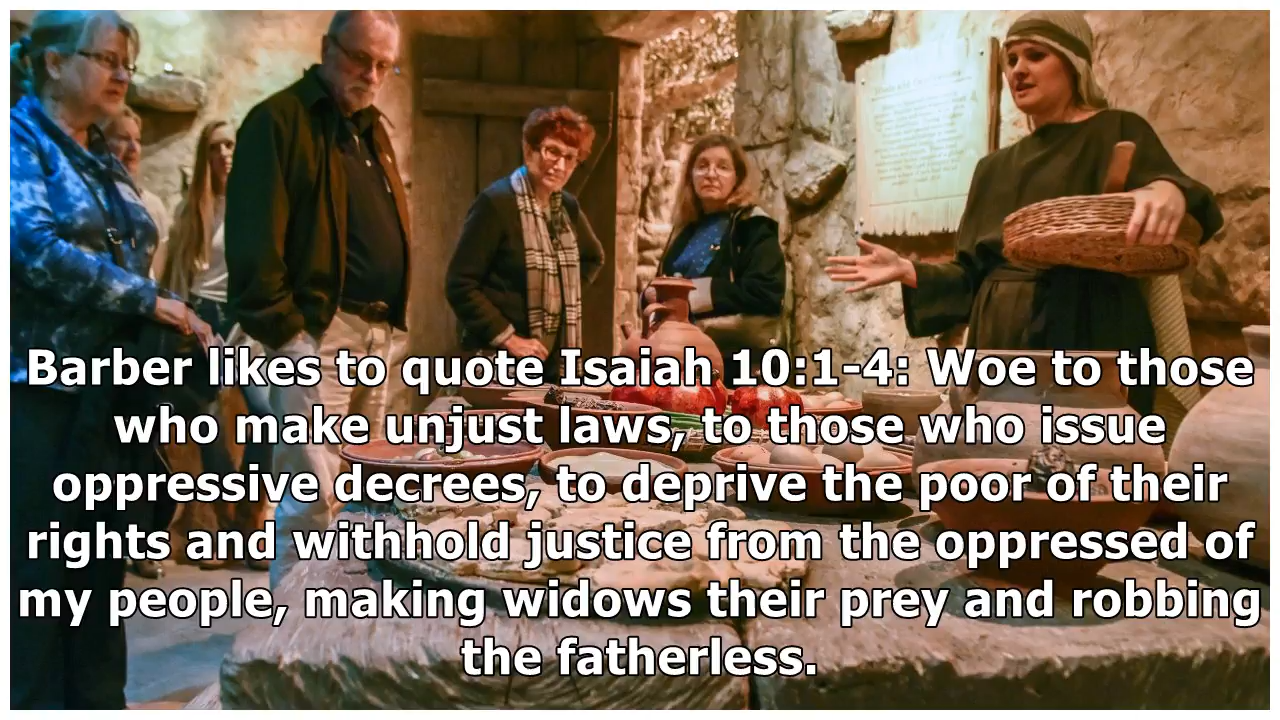 Barber likes to quote Isaiah 10:1-4: Woe to those
who make unjust laws, to those who issue
oppressive decrees, to deprive the poor of their
rights and withhold justice from the oppressed of
my people, making widows their prey and robbing
the fatherless.